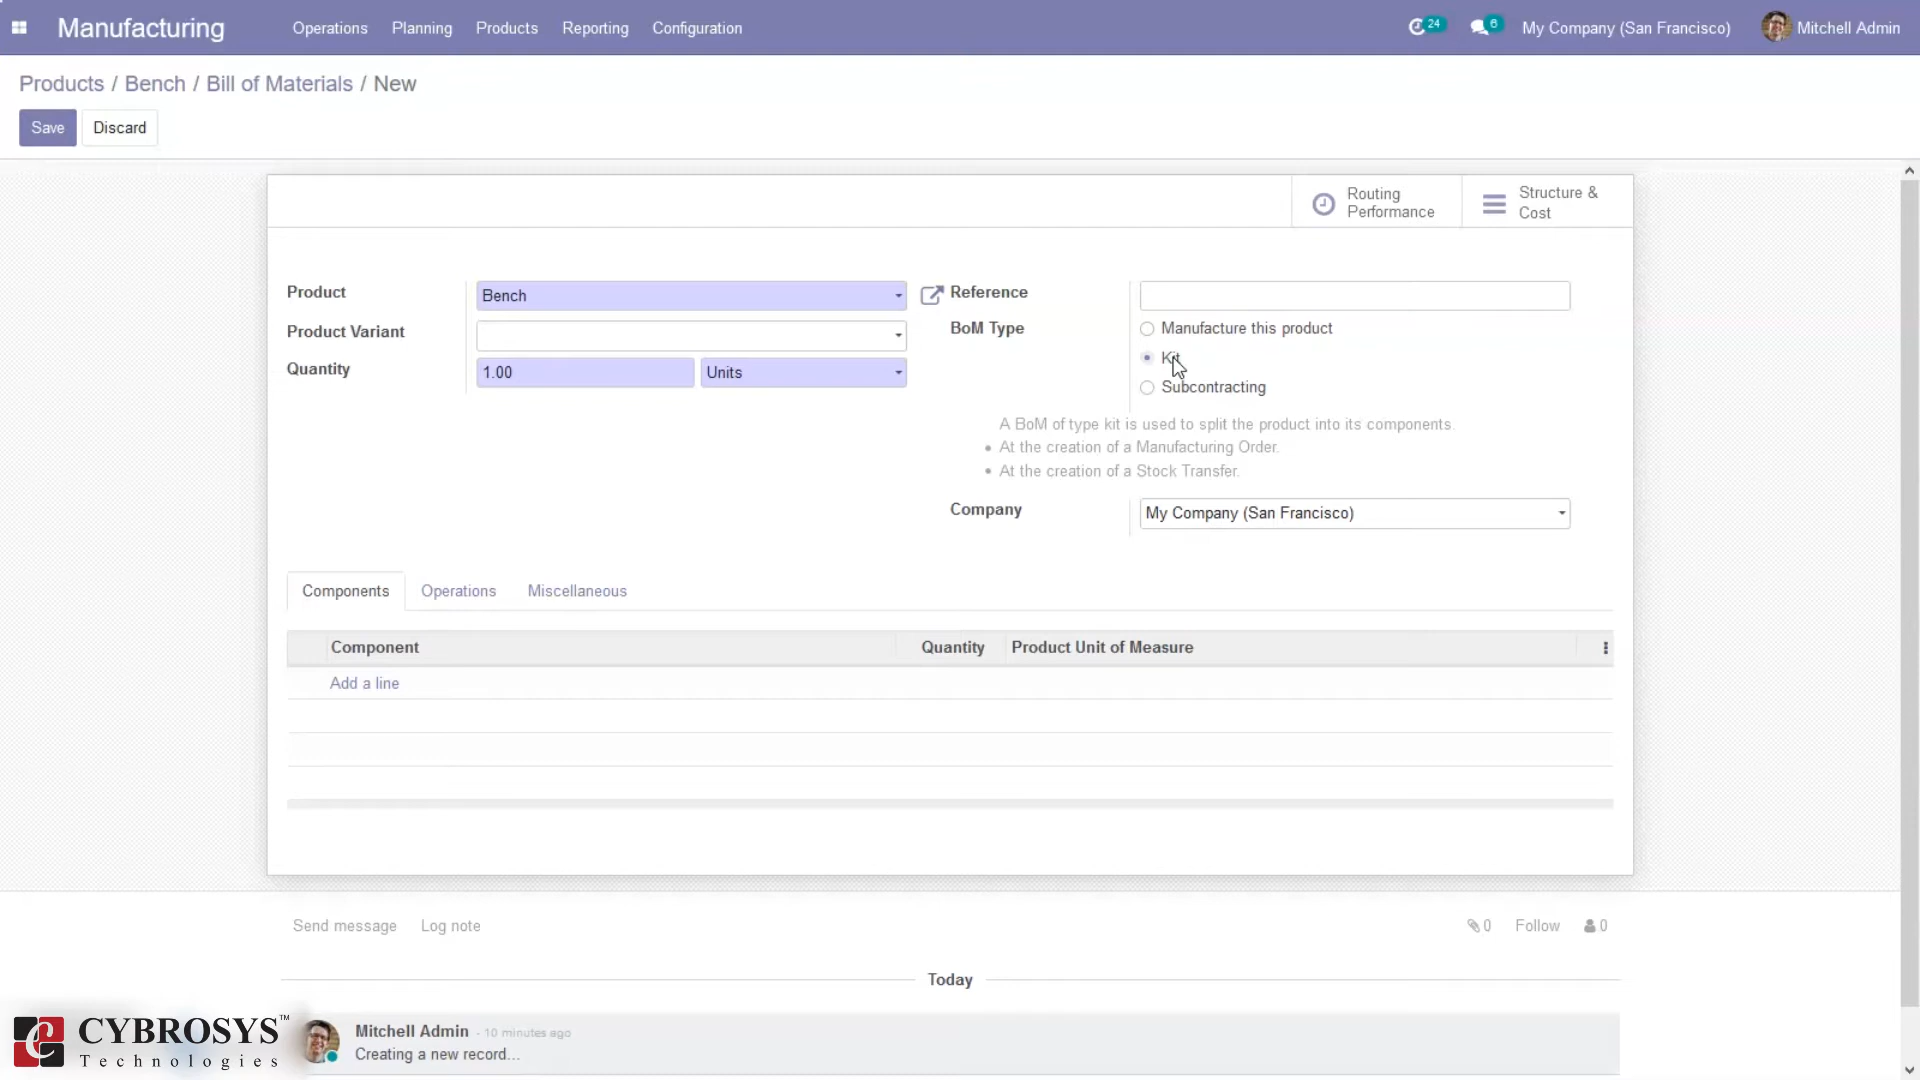 Manufacturing Operations Planning Products Reporting Configuration 24 6 My Company (San Francisco) Mitchell Admin
Products / Bench / Bill of Materials / New
Save Discard
Routing Performance
Structure & Cost
Product Bench
Reference
Product Variant
BoM Type
Manufacture this product
Kit
Subcontracting
Quantity 1.00 Units
A BoM of type kit is used to split the product into its components.
• At the creation of a Manufacturing Order.
• At the creation of a Stock Transfer.
Company My Company (San Francisco)
Components Operations Miscellaneous
Component Quantity Product Unit of Measure
Add a line
Send message Log note 0 Follow 0
Today
Mitchell Admin - 10 minutes ago
Creating a new record...
CYBROSYS™
Technologies